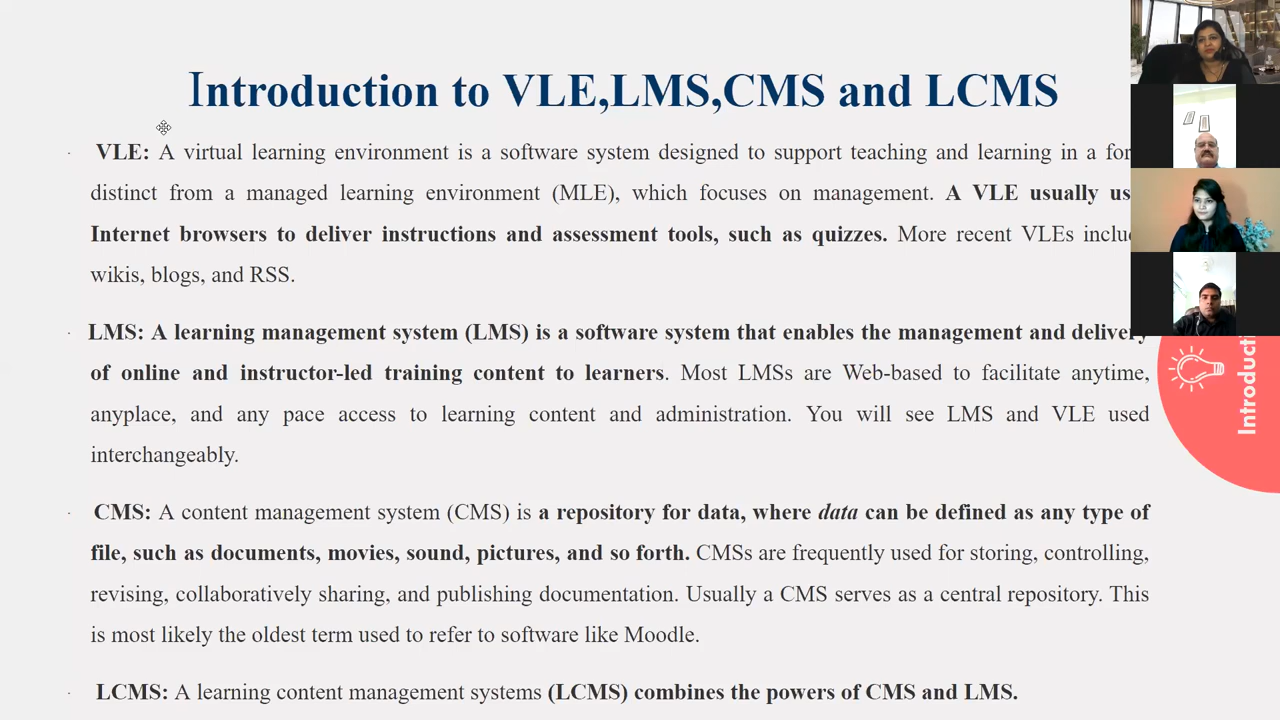 Introduction to VLE,LMS,CMS and LCMS
· VLE: A virtual learning environment is a software system designed to support teaching and learning in a
distinct from a managed learning environment (MLE), which focuses on management. A VLE usually
Internet browsers to deliver instructions and assessment tools, such as quizzes. More recent VLEs
wikis, blogs, and RSS.
· LMS: A learning management system (LMS) is a software system that enables the management and delivery
of online and instructor-led training content to learners. Most LMSs are Web-based to facilitate anytime,
anyplace, and any pace access to learning content and administration. You will see LMS and VLE used
interchangeably.
· CMS: A content management system (CMS) is a repository for data, where data can be defined as any type of
file, such as documents, movies, sound, pictures, and so forth. CMSs are frequently used for storing, controlling,
revising, collaboratively sharing, and publishing documentation. Usually a CMS serves as a central repository. This
is most likely the oldest term used to refer to software like Moodle.
· LCMS: A learning content management systems (LCMS) combines the powers of CMS and LMS.